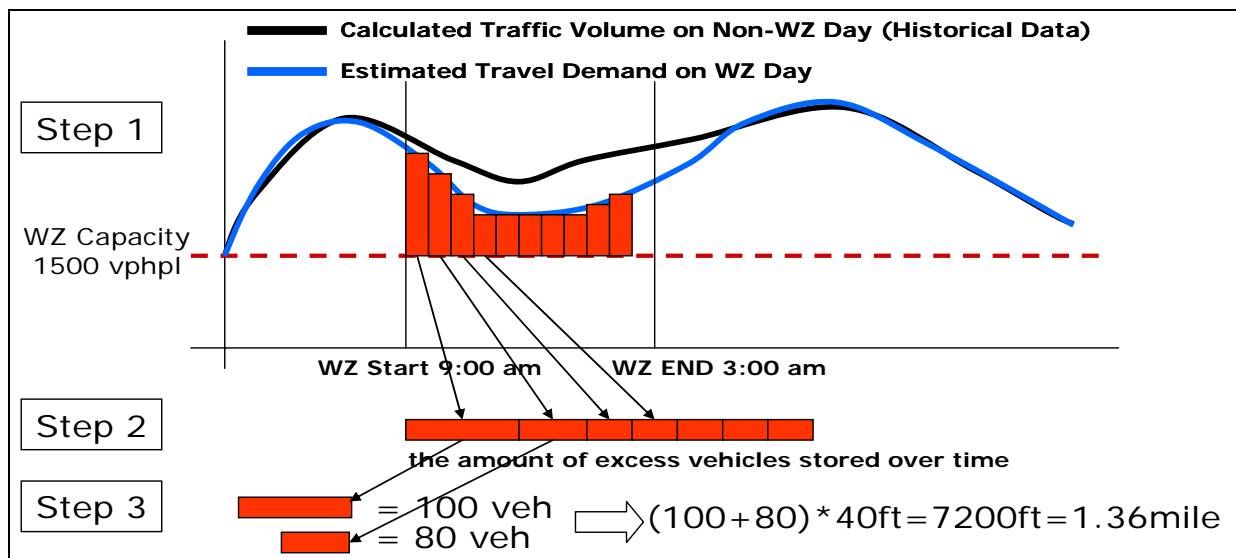 Calculated Traffic Volume on Non-WZ Day (Historical Data)
Estimated Travel Demand on WZ Day
Step 1
WZ Capacity
1500 vphpl
WZ Start 9:00 am
WZ END 3:00 am
Step 2
the amount of excess vehicles stored over time
Step 3
= 100 veh
= 80 veh
(100+80)*40ft=7200ft=1.36mile